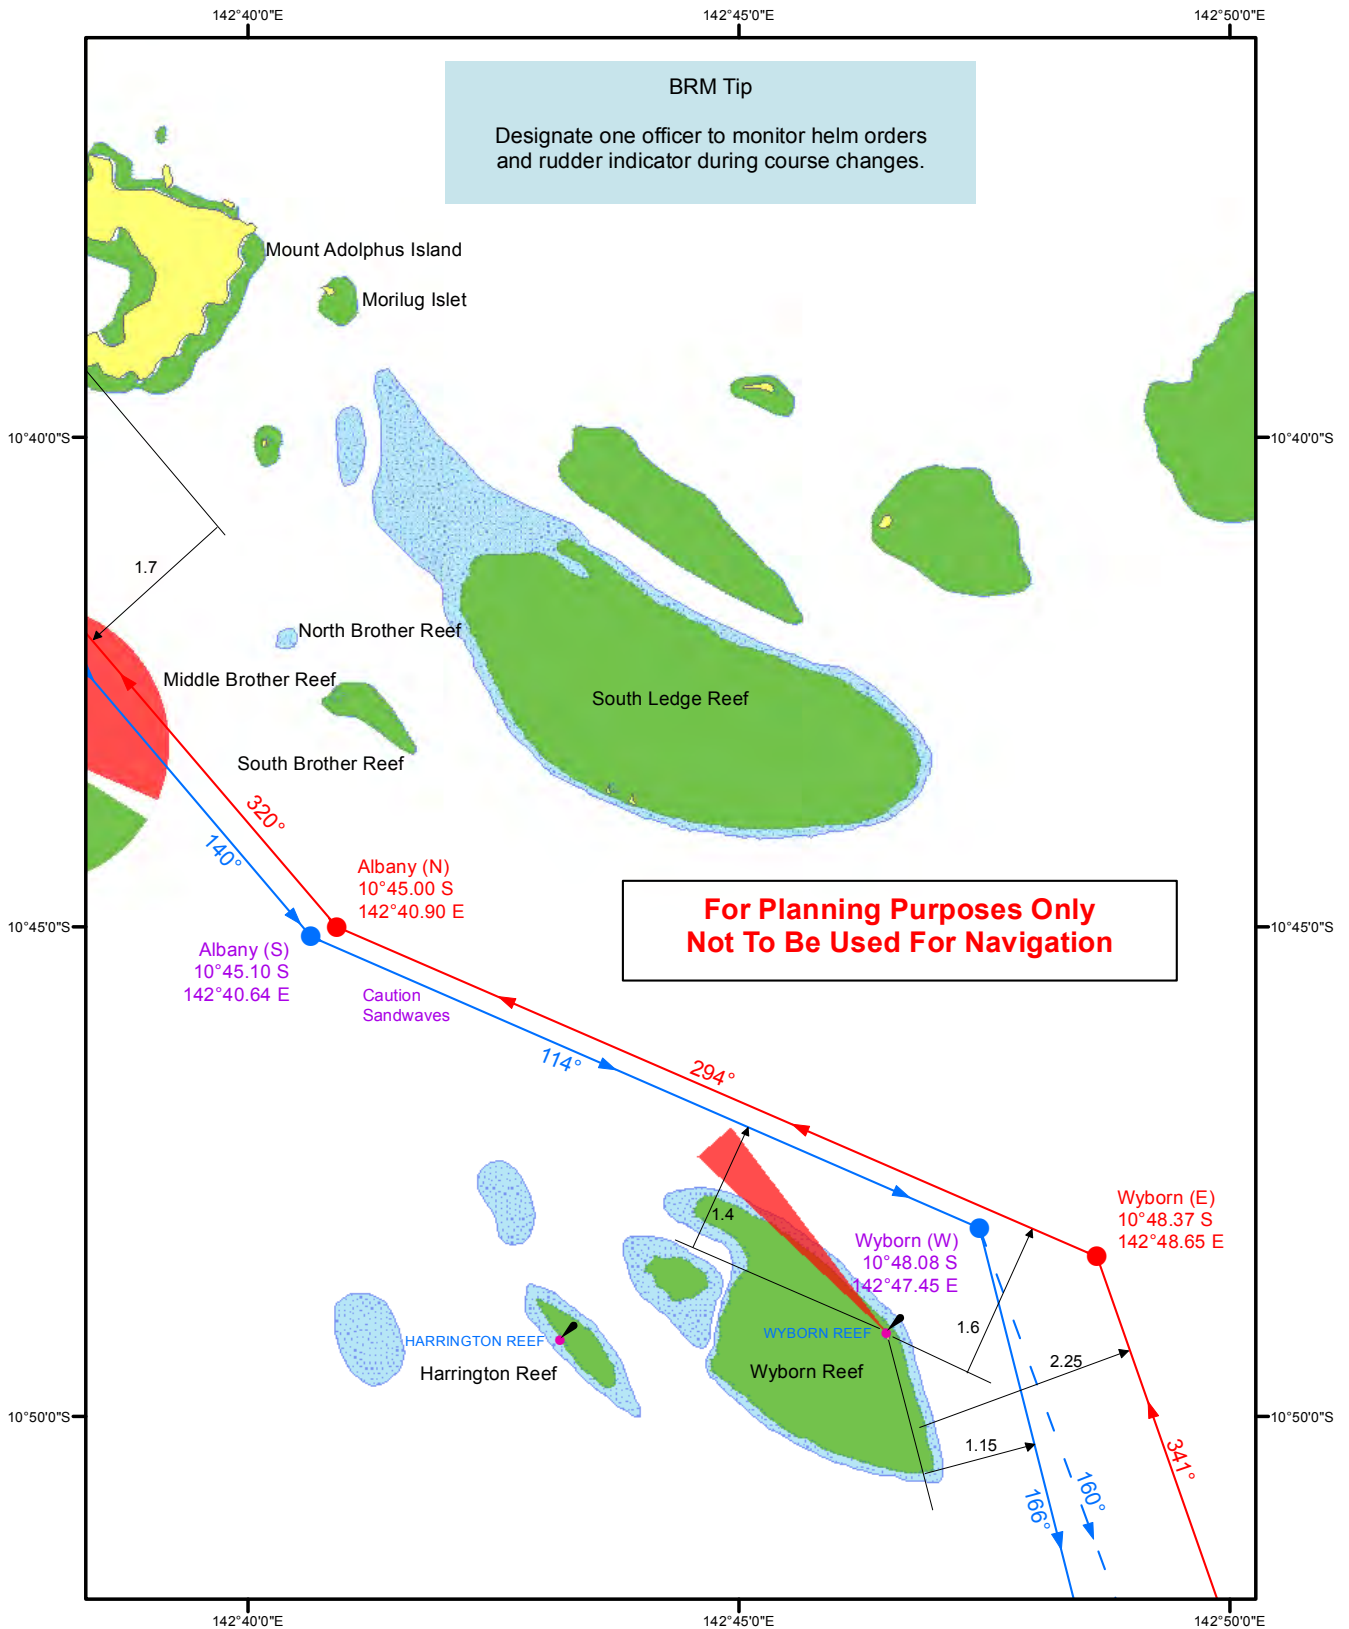 142°40'0"E
142°45'0"E
142°50'0"E
BRM Tip
Designate one officer to monitor helm orders
and rudder indicator during course changes.
Mount Adolphus Island
Morilug Islet
10°40'0"S
10°40'0"S
1.7
North Brother Reef
Middle Brother Reef
South Ledge Reef
South Brother Reef
320°
140°
Albany (N)
10°45.00 S
142°40.90 E
For Planning Purposes Only
Not To Be Used For Navigation
10°45'0"S
10°45'0"S
Albany (S)
10°45.10 S
142°40.64 E
Caution
Sandwaves
114°
294°
1.4
Wyborn (E)
10°48.37 S
142°48.65 E
Wyborn (W)
10°48.08 S
142°47.45 E
HARRINGTON REEF
WYBORN REEF
1.6
2.25
Harrington Reef
Wyborn Reef
10°50'0"S
10°50'0"S
1.15
341°
160°
166°
142°40'0"E
142°45'0"E
142°50'0"E